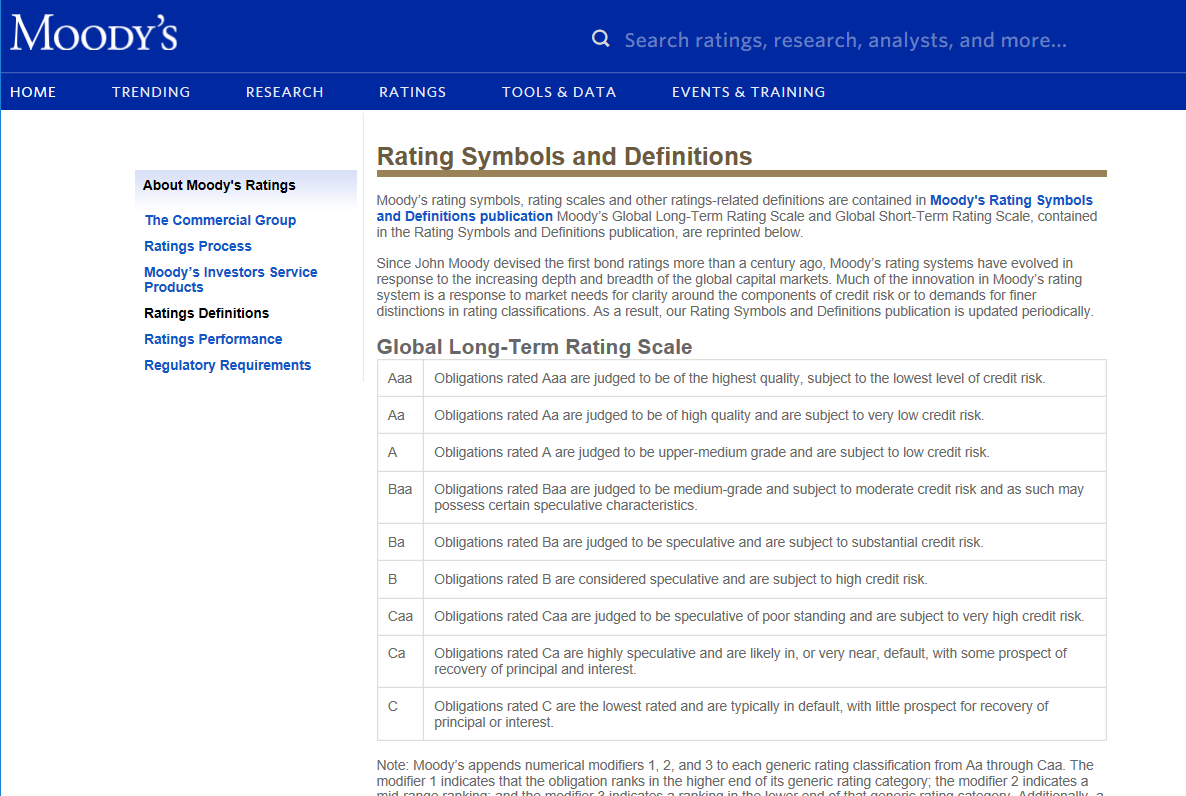 MOODY'S
Search ratings, research, analysts, and more...
HOME TRENDING RESEARCH RATINGS TOOLS & DATA EVENTS & TRAINING
About Moody's Ratings
The Commercial Group
Ratings Process
Moody's Investors Service
Products
Ratings Definitions
Ratings Performance
Regulatory Requirements
Rating Symbols and Definitions
Moody's rating symbols, rating scales and other ratings-related definitions are contained in Moody's Rating Symbols
and Definitions publication Moody's Global Long-Term Rating Scale and Global Short-Term Rating Scale, contained
in the Rating Symbols and Definitions publication, are reprinted below.
Since John Moody devised the first bond ratings more than a century ago, Moody's rating systems have evolved in
response to the increasing depth and breadth of the global capital markets. Much of the innovation in Moody's rating
system is a response to market needs for clarity around the components of credit risk or to demands for finer
distinctions in rating classifications. As a result, our Rating Symbols and Definitions publication is updated periodically.
Global Long-Term Rating Scale
Aaa Obligations rated Aaa are judged to be of the highest quality, subject to the lowest level of credit risk.
Aa Obligations rated Aa are judged to be of high quality and are subject to very low credit risk.
A Obligations rated A are judged to be upper-medium grade and are subject to low credit risk.
Baa Obligations rated Baa are judged to be medium-grade and subject to moderate credit risk and as such may
possess certain speculative characteristics.
Ba Obligations rated Ba are judged to be speculative and are subject to substantial credit risk.
B Obligations rated B are considered speculative and are subject to high credit risk.
Caa Obligations rated Caa are judged to be speculative of poor standing and are subject to very high credit risk.
Ca Obligations rated Ca are highly speculative and are likely in, or very near, default, with some prospect of
recovery of principal and interest.
C Obligations rated C are the lowest rated and are typically in default, with little prospect for recovery of
principal or interest.
Note: Moody's appends numerical modifiers 1, 2, and 3 to each generic rating classification from Aa through Caa. The
modifier 1 indicates that the obligation ranks in the higher end of its generic rating category; the modifier 2 indicates a
mid-range ranking; and the modifier 3 indicates a ranking in the lower end of that generic rating category. Additionally, a